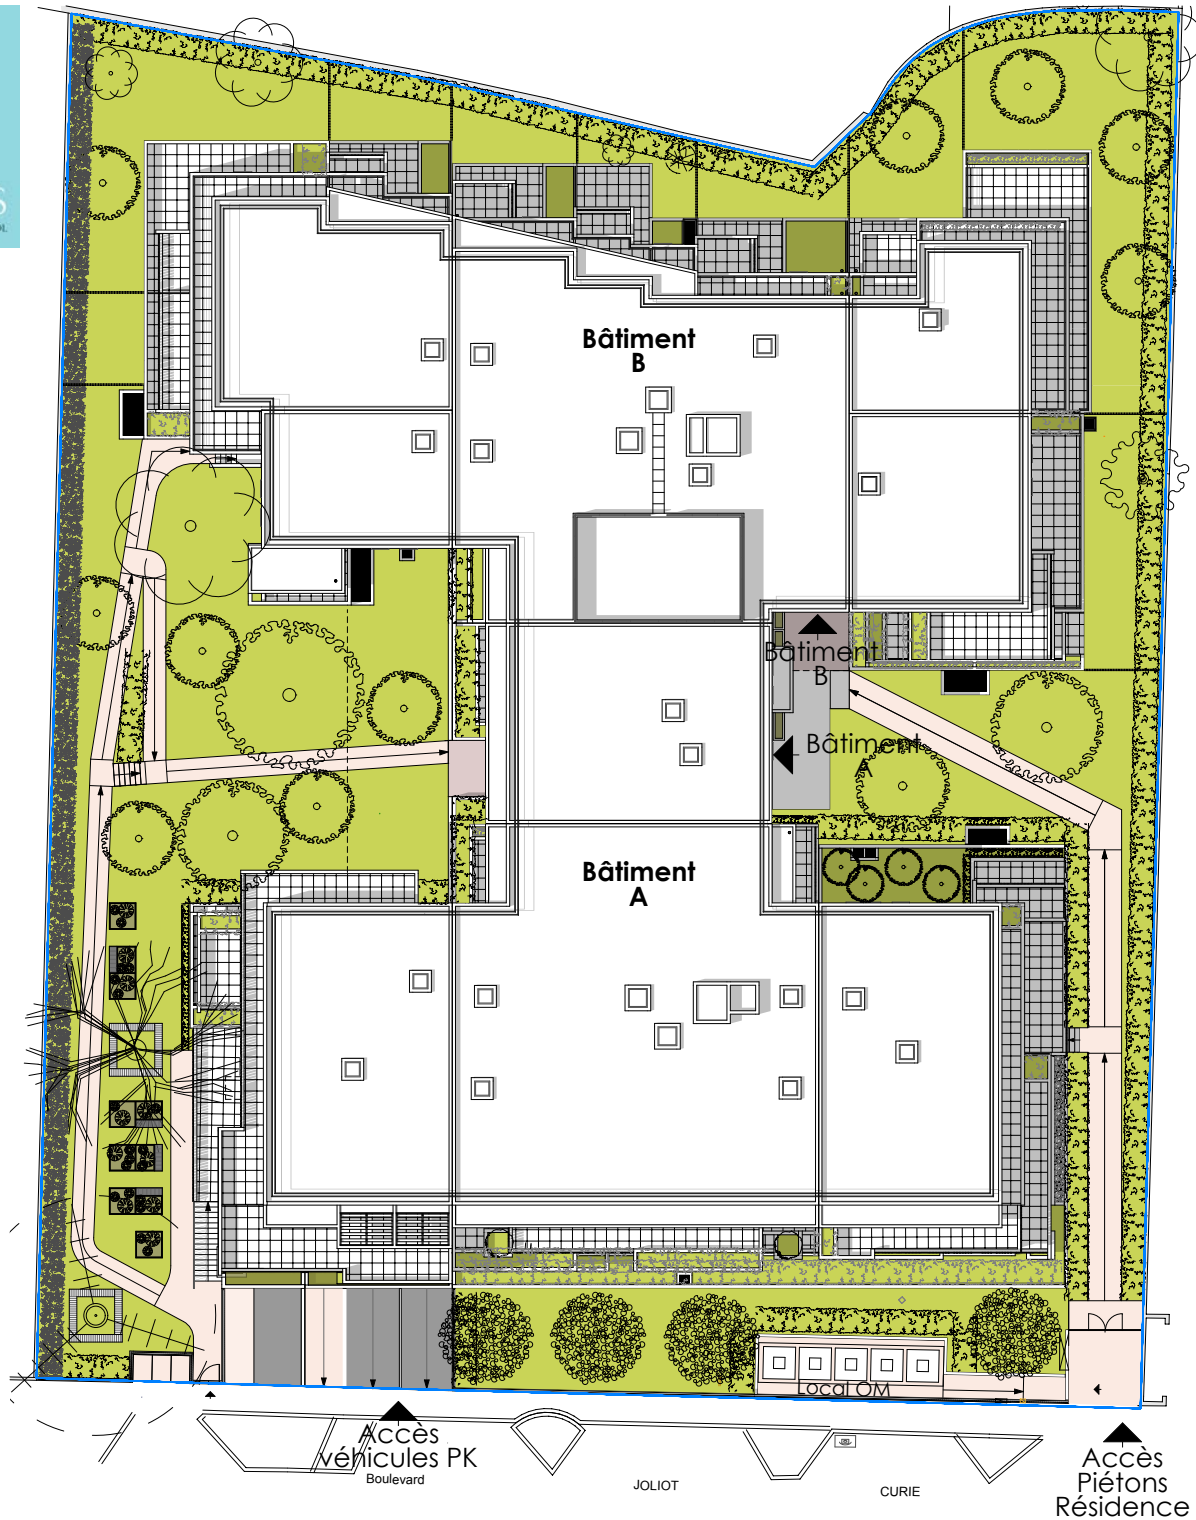 Bâtiment
B
Bâtiment
B
Bâtiment
A
Bâtiment
A
Local OM
Accès
véhicules PK
Boulevard
JOLIOT
CURIE
Accès
Piétons
Résidence